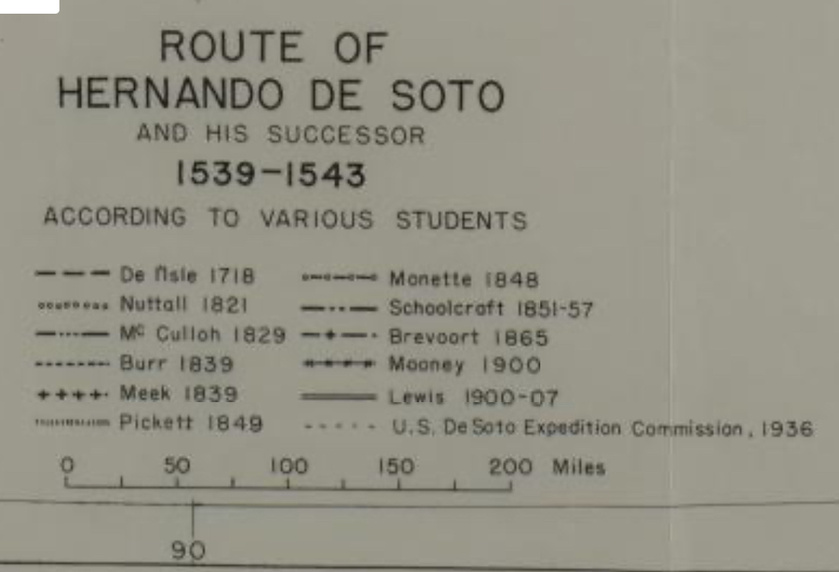 ROUTE OF
HERNANDO DE SOTO
AND HIS SUCCESSOR
1539-1543
ACCORDING TO VARIOUS STUDENTS
De l'Isle 1718
Nuttall 1821
Mc Culloh 1829
Burr 1839
Meek 1839
Pickett 1849
Monette 1848
Schoolcraft 1851-57
Brevoort 1865
Mooney 1900
Lewis 1900-07
U.S. De Soto Expedition Commission, 1936
0 50 100 150 200 Miles
90